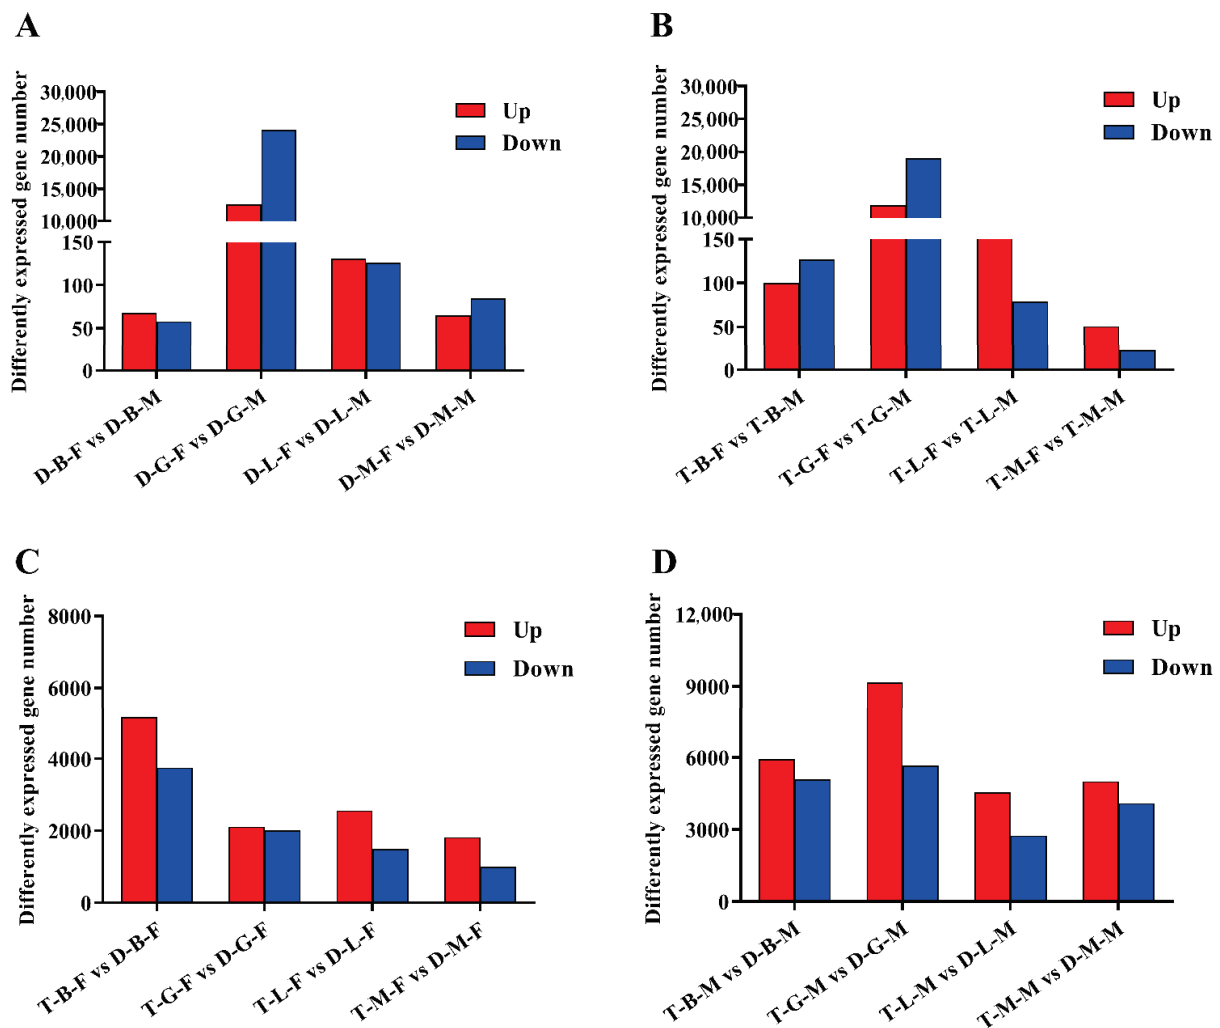 A
Differently expressed gene number
30,000
25,000
20,000
15,000
10,000
150
100
50
0
Up
Down
D-B-F vs D-B-M
D-G-F vs D-G-M
D-L-F vs D-L-M
D-M-F vs D-M-M
B
Differently expressed gene number
30,000
25,000
20,000
15,000
10,000
150
100
50
0
Up
Down
T-B-F vs T-B-M
T-G-F vs T-G-M
T-L-F vs T-L-M
T-M-F vs T-M-M
C
Differently expressed gene number
8000
6000
4000
2000
0
Up
Down
T-B-F vs D-B-F
T-G-F vs D-G-F
T-L-F vs D-L-F
T-M-F vs D-M-F
D
Differently expressed gene number
12,000
9000
6000
3000
0
Up
Down
T-B-M vs D-B-M
T-G-M vs D-G-M
T-L-M vs D-L-M
T-M-M vs D-M-M